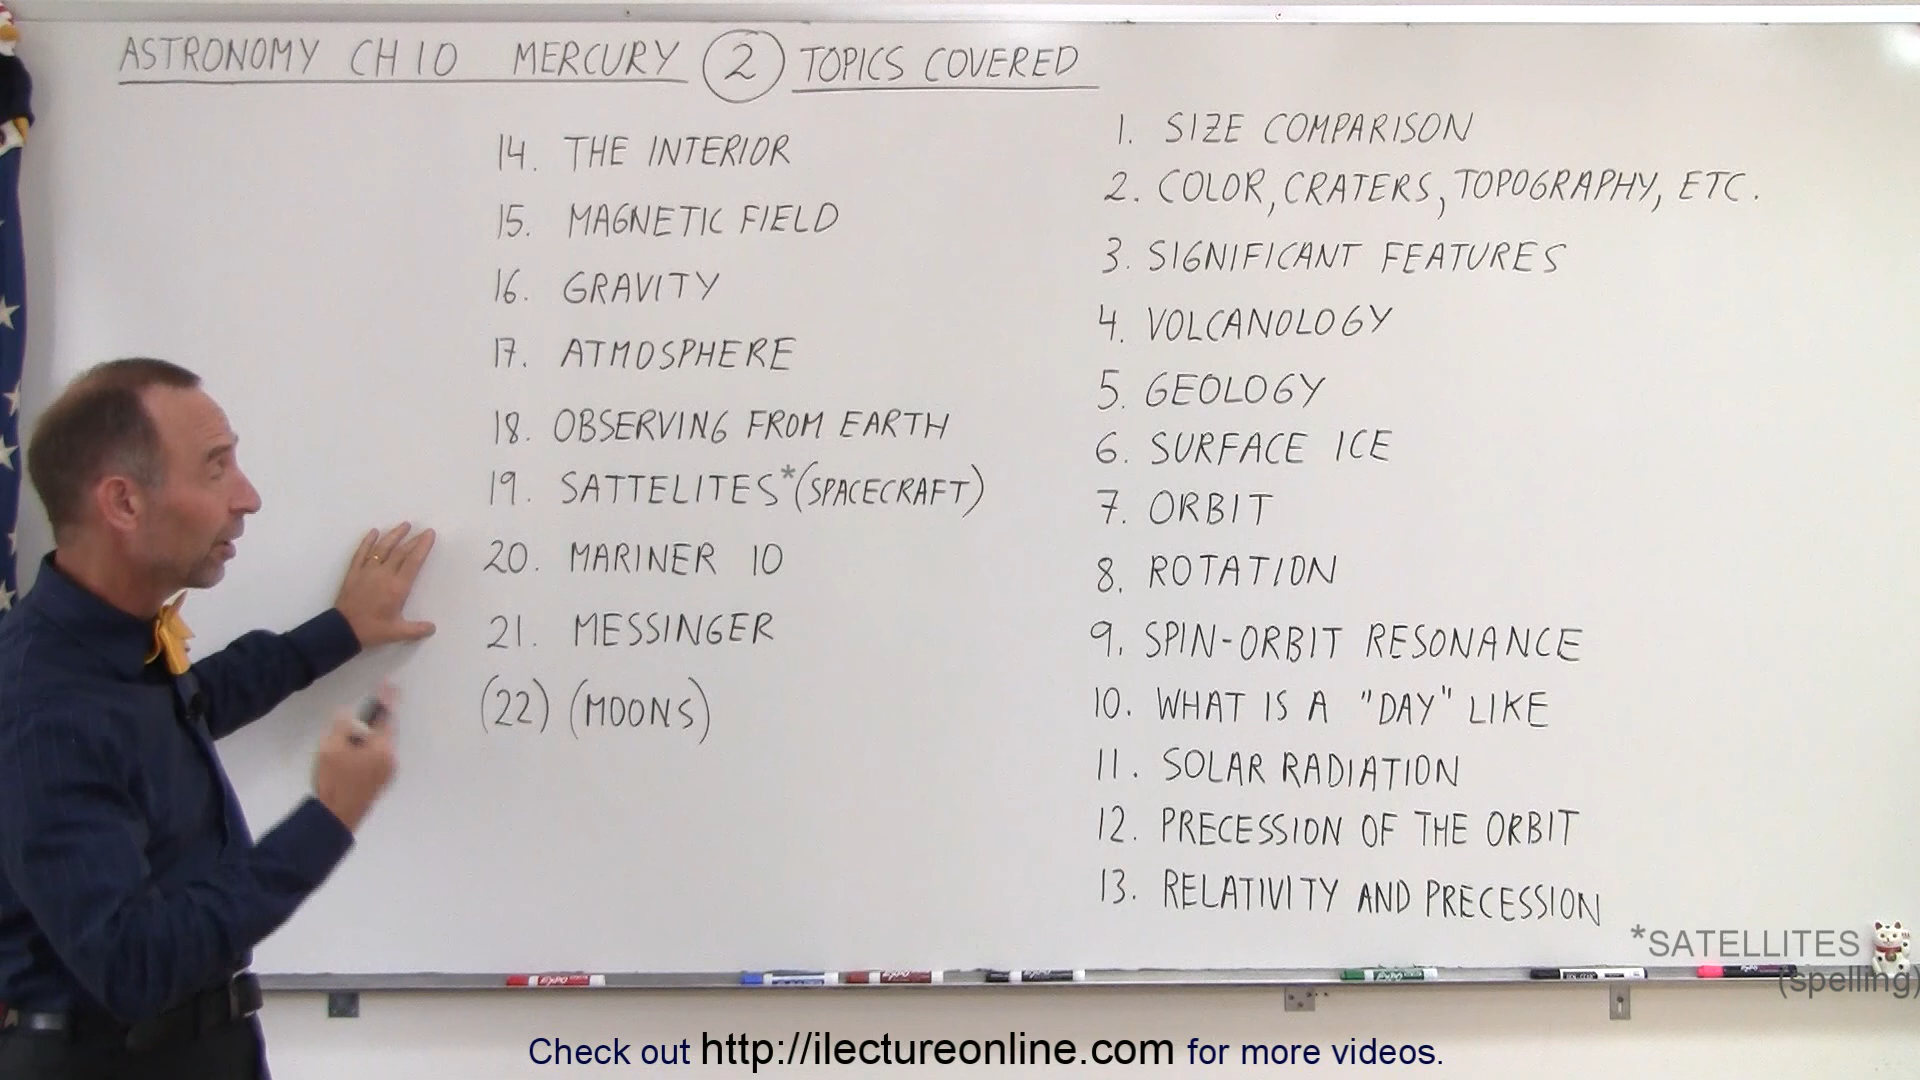 ASTRONOMY CH 10 MERCURY 2 TOPICS COVERED
1. SIZE COMPARISON
2. COLOR, CRATERS, TOPOGRAPHY, ETC.
3. SIGNIFICANT FEATURES
4. VOLCANOLOGY
5. GEOLOGY
6. SURFACE ICE
7. ORBIT
8. ROTATION
9. SPIN-ORBIT RESONANCE
10. WHAT IS A "DAY" LIKE
11. SOLAR RADIATION
12. PRECESSION OF THE ORBIT
13. RELATIVITY AND PRECESSION
14. THE INTERIOR
15. MAGNETIC FIELD
16. GRAVITY
17. ATMOSPHERE
18. OBSERVING FROM EARTH
19. SATTELITES* (SPACECRAFT)
20. MARINER 10
21. MESSINGER
(22) (MOONS)
*SATELLITES
(spelling)
Check out http://ilectureonline.com for more videos.